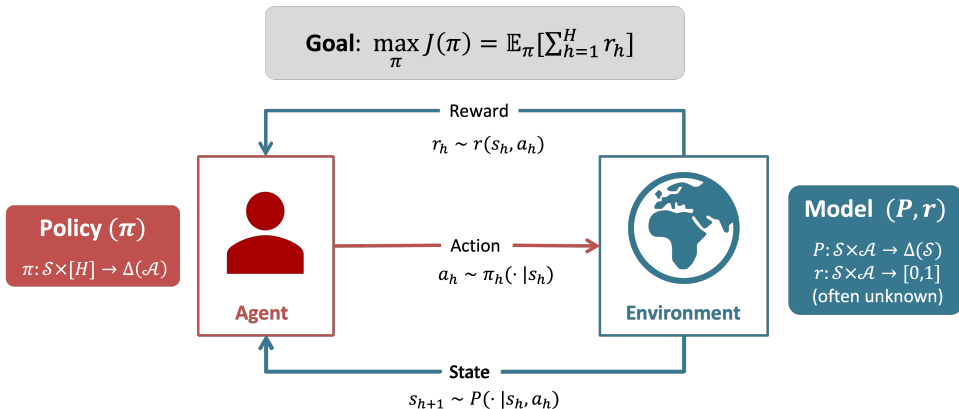 Goal: max_π J(π) = 𝔼_π[∑_{h=1}^{H} r_h]
Reward
r_h ~ r(s_h, a_h)
Policy (π)
π: 𝒮×[H] → Δ(𝒜)
Agent
Action
a_h ~ π_h(· |s_h)
Environment
Model (P, r)
P: 𝒮×𝒜 → Δ(𝒮)
r: 𝒮×𝒜 → [0,1]
(often unknown)
State
s_{h+1} ~ P(· |s_h, a_h)